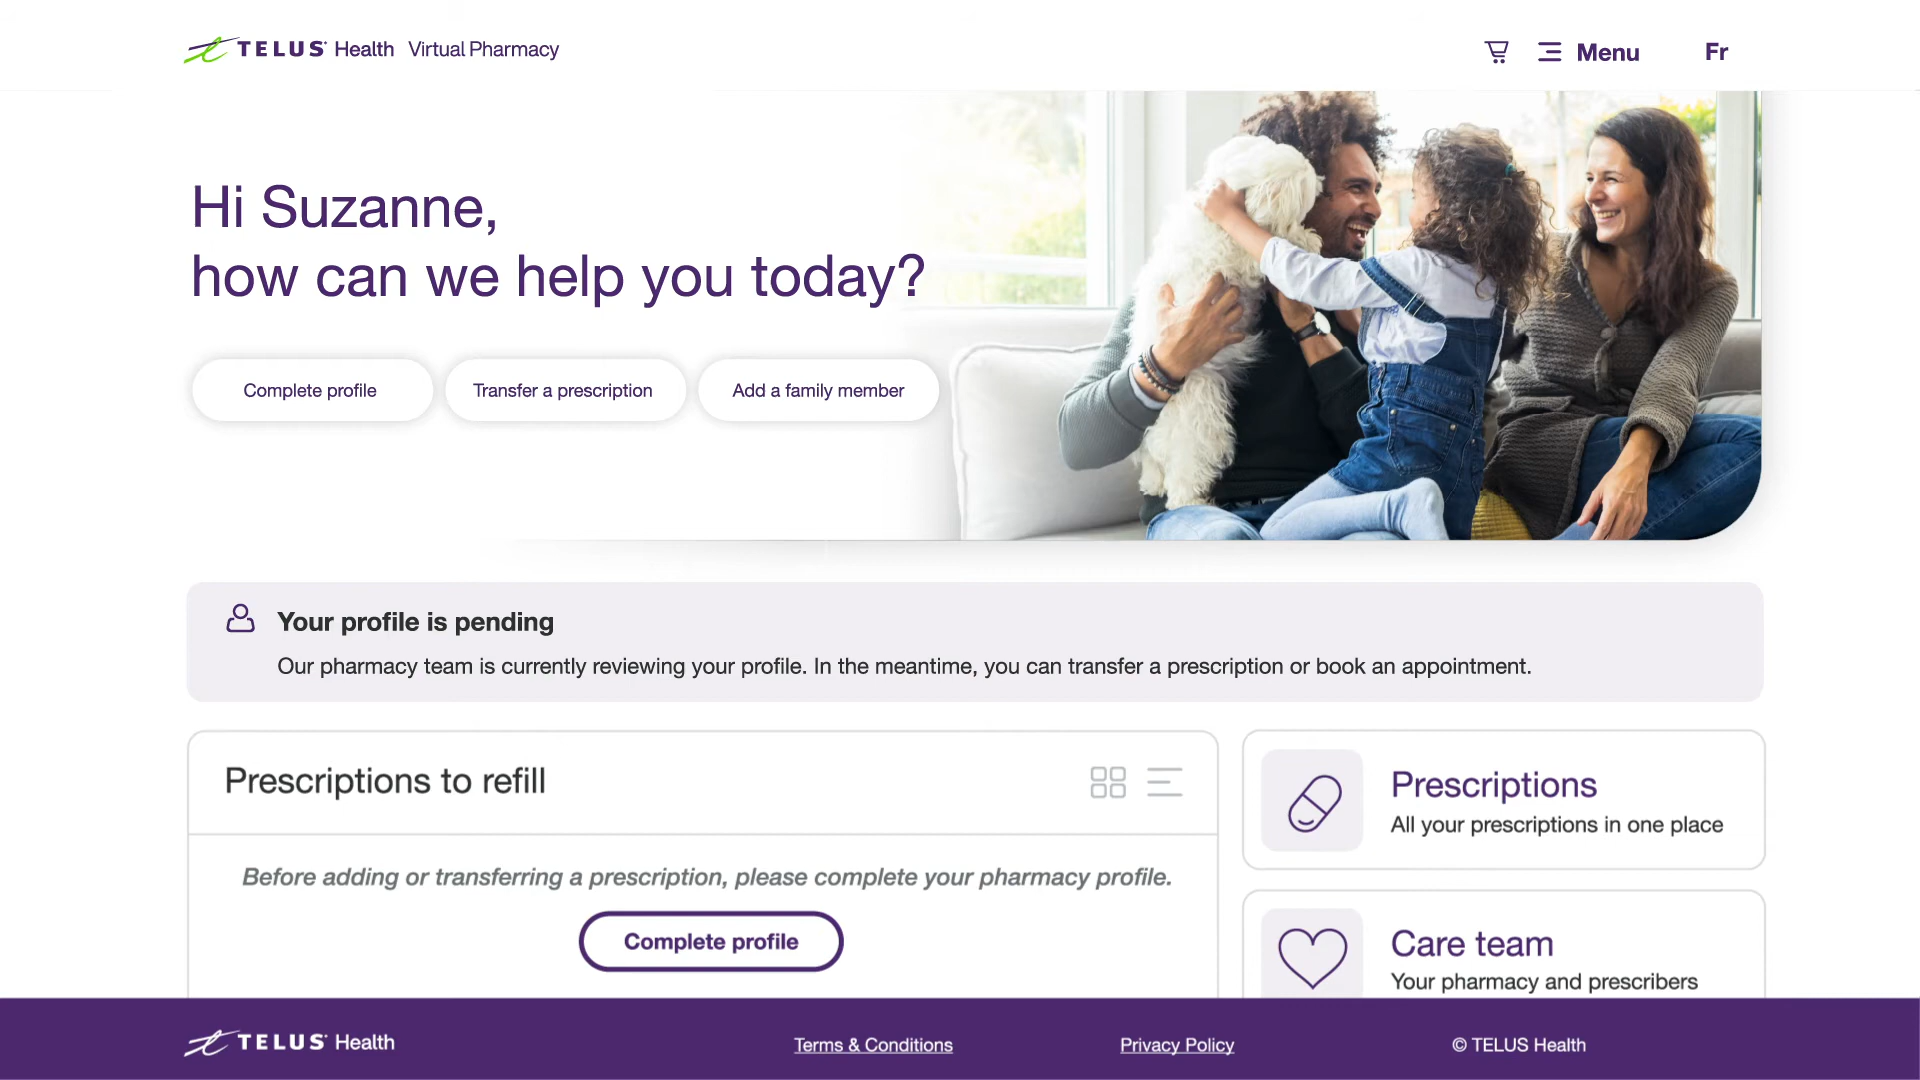 TELUS Health Virtual Pharmacy
Menu
Fr
Hi Suzanne,
how can we help you today?
Complete profile
Transfer a prescription
Add a family member
Your profile is pending
Our pharmacy team is currently reviewing your profile. In the meantime, you can transfer a prescription or book an appointment.
Prescriptions to refill
Before adding or transferring a prescription, please complete your pharmacy profile.
Complete profile
Prescriptions
All your prescriptions in one place
Care team
Your pharmacy and prescribers
TELUS Health
Terms & Conditions
Privacy Policy
© TELUS Health